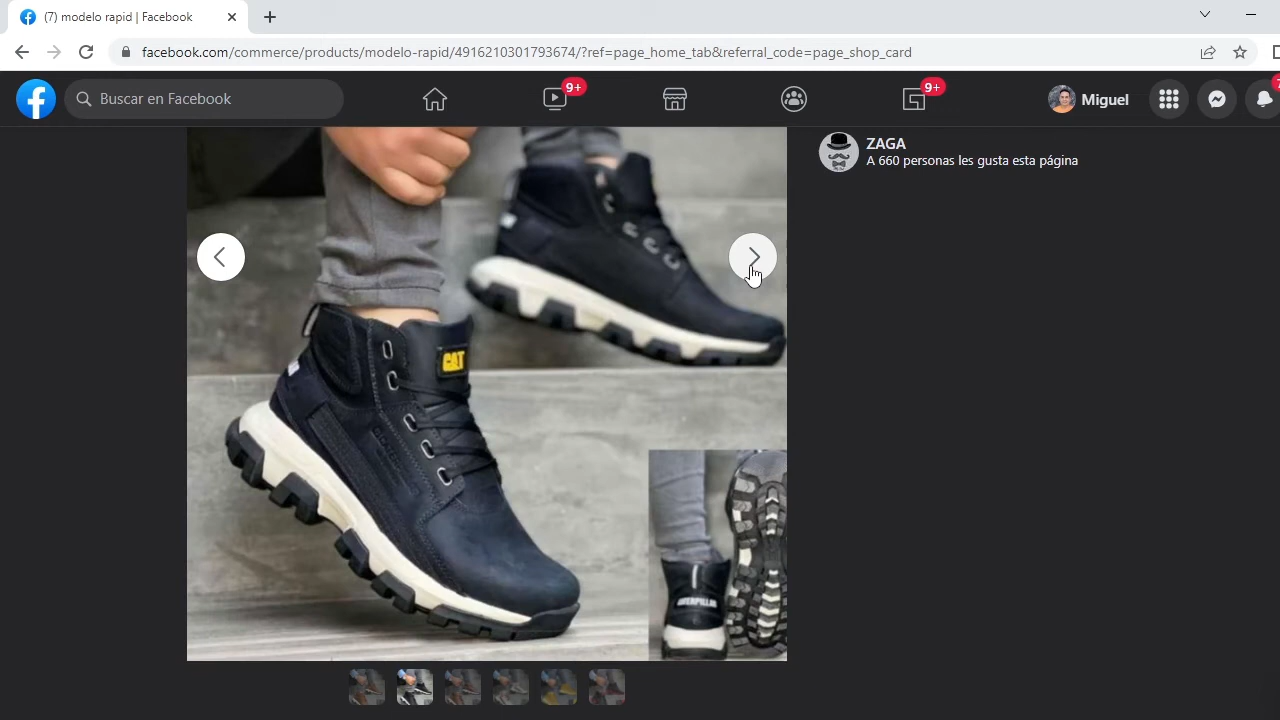 (7) modelo rapid | Facebook
facebook.com/commerce/products/modelo-rapid/4916210301793674/?ref=page_home_tab&referral_code=page_shop_card
Buscar en Facebook
9+
9+
Miguel
7
ZAGA
A 660 personas les gusta esta página
CAT
CATERPILLAR